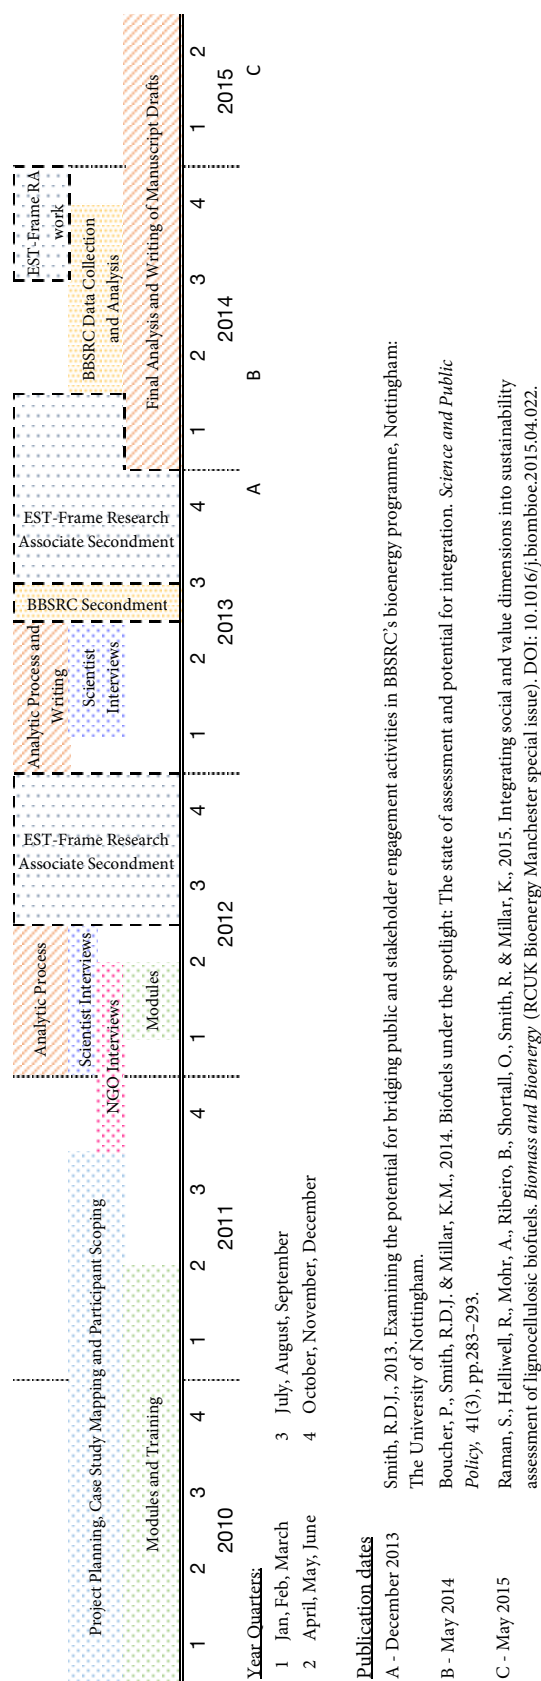 Project Planning, Case Study Mapping and Participant Scoping
Modules and Training
NGO Interviews
Analytic Process
Scientist Interviews
Modules
EST-Frame Research
Associate Secondment
Analytic Process and
Writing
Scientist
Interviews
BBSRC Secondment
EST-Frame Research
Associate Secondment
EST-Frame RA
work
BBSRC Data Collection
and Analysis
Final Analysis and Writing of Manuscript Drafts
1 2 3 4 1 2 3 4 1 2 3 4 1 2 3 4 1 2 3 4 1 2
2010 2011 2012 2013 2014 2015
A B C
Year Quarters:
1 Jan, Feb, March 3 July, August, September
2 April, May, June 4 October, November, December
Publication dates
A - December 2013 Smith, R.D.J., 2013. Examining the potential for bridging public and stakeholder engagement activities in BBSRC's bioenergy programme, Nottingham:
The University of Nottingham.
B - May 2014 Boucher, P., Smith, R.D.J. & Millar, K.M., 2014. Biofuels under the spotlight: The state of assessment and potential for integration. Science and Public
Policy, 41(3), pp.283–293.
C - May 2015 Raman, S., Helliwell, R., Mohr, A., Ribeiro, B., Shortall, O., Smith, R. & Millar, K., 2015. Integrating social and value dimensions into sustainability
assessment of lignocellulosic biofuels. Biomass and Bioenergy (RCUK Bioenergy Manchester special issue). DOI: 10.1016/j.biombioe.2015.04.022.